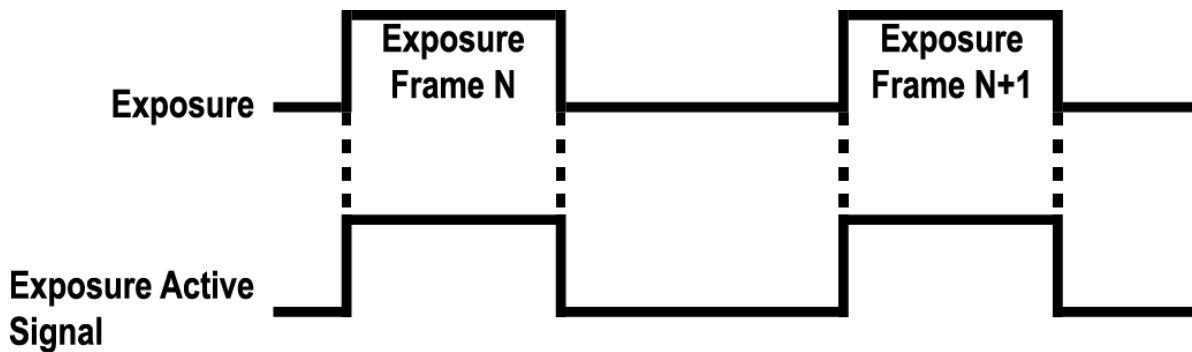 Exposure
Frame N
Exposure
Frame N+1
Exposure
Exposure Active
Signal